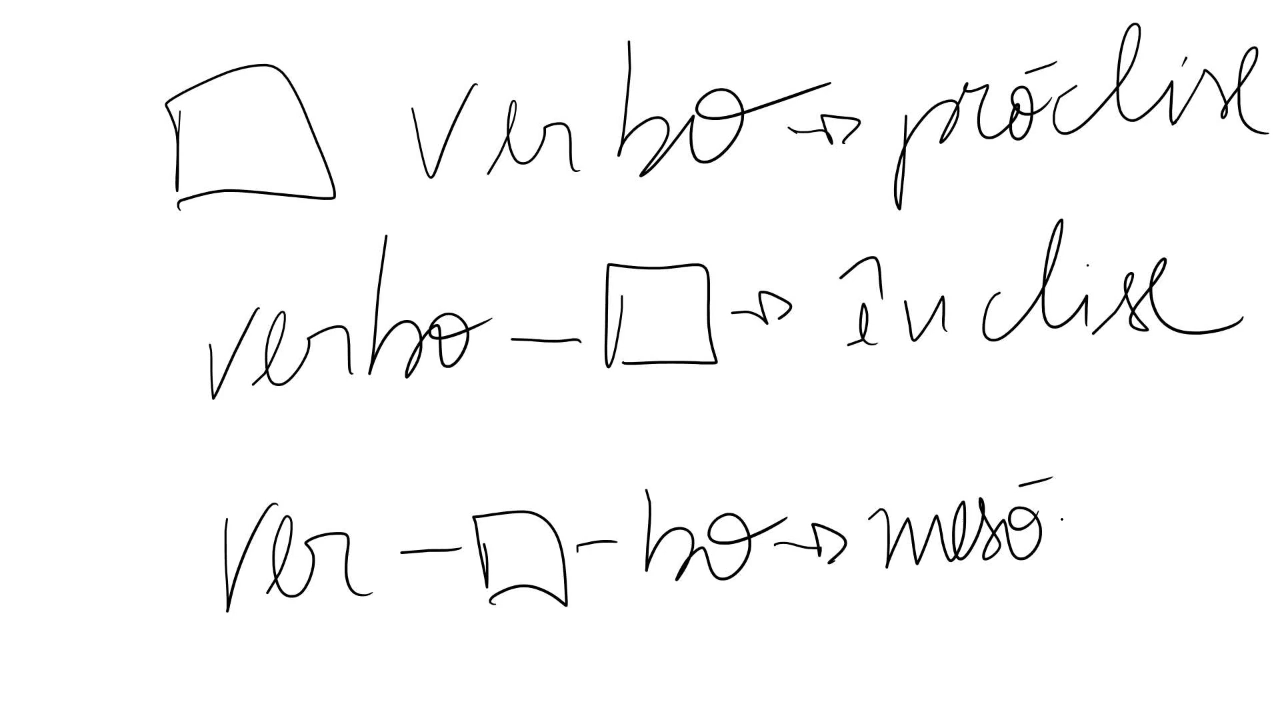 □ verbo → próclise
verbo - □ → ênclise
ver - □ - bo → mesó.